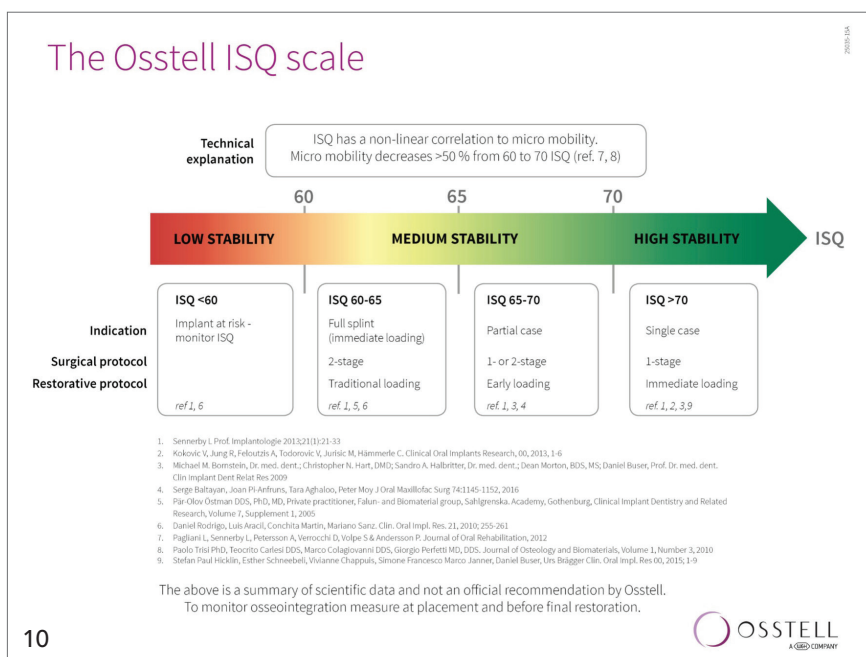 The Osstell ISQ scale
25035-15A
Technical
explanation
ISQ has a non-linear correlation to micro mobility.
Micro mobility decreases >50 % from 60 to 70 ISQ (ref. 7, 8)
60 65 70
LOW STABILITY MEDIUM STABILITY HIGH STABILITY ISQ
ISQ <60 ISQ 60-65 ISQ 65-70 ISQ >70
Indication
Implant at risk -
monitor ISQ
Full splint
(immediate loading)
Partial case
Single case
Surgical protocol 2-stage 1- or 2-stage 1-stage
Restorative protocol Traditional loading Early loading Immediate loading
ref 1, 6 ref. 1, 5, 6 ref. 1, 3, 4 ref. 1, 2, 3,9
1. Sennerby L Prof. Implantologie 2013;21(1):21-33
2. Kokovic V, Jung R, Feloutzis A, Todorovic V, Jurisic M, Hämmerle C. Clinical Oral Implants Research, 00, 2013, 1-6
3. Michael M. Bornstein, Dr. med. dent.; Christopher N. Hart, DMD; Sandro A. Halbritter, Dr. med. dent.; Dean Morton, BDS, MS; Daniel Buser, Prof. Dr. med. dent.
Clin Implant Dent Relat Res 2009
4. Serge Baltayan, Joan Pi-Anfruns, Tara Aghaloo, Peter Moy J Oral Maxillofac Surg 74:1145-1152, 2016
5. Pär-Olov Östman DDS, PhD, MD, Private practitioner, Falun- and Biomaterial group, Sahlgrenska. Academy, Gothenburg, Clinical Implant Dentistry and Related
Research, Volume 7, Supplement 1, 2005
6. Daniel Rodrigo, Luis Aracil, Conchita Martin, Mariano Sanz. Clin. Oral Impl. Res. 21, 2010; 255-261
7. Pagliani L, Sennerby L, Petersson A, Verrocchi D, Volpe S & Andersson P. Journal of Oral Rehabilitation, 2012
8. Paolo Trisi PhD, Teocrito Carlesi DDS, Marco Colagiovanni DDS, Giorgio Perfetti MD, DDS. Journal of Osteology and Biomaterials, Volume 1, Number 3, 2010
9. Stefan Paul Hicklin, Esther Schneebeli, Vivianne Chappuis, Simone Francesco Marco Janner, Daniel Buser, Urs Brägger Clin. Oral Impl. Res 00, 2015; 1-9
The above is a summary of scientific data and not an official recommendation by Osstell.
To monitor osseointegration measure at placement and before final restoration.
10
OSSTELL
A W&H COMPANY